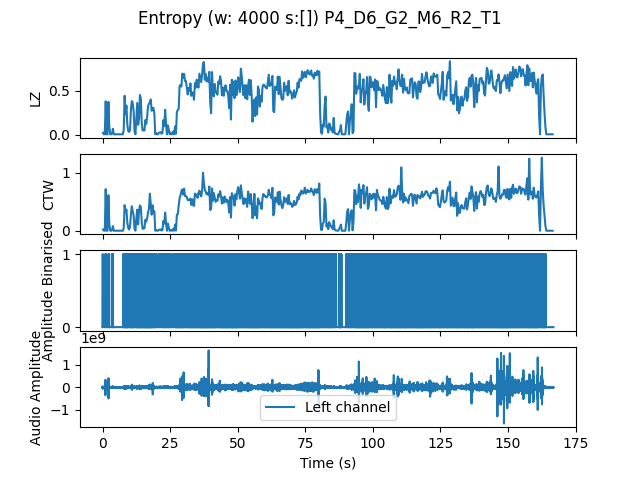 Entropy (w: 4000 s:[]) P4_D6_G2_M6_R2_T1
0.5
0.0
LZ
1
0
CTW
1
0
Amplitude Binarised
1e9
1
0
−1
Audio Amplitude
Left channel
0 25 50 75 100 125 150 175
Time (s)